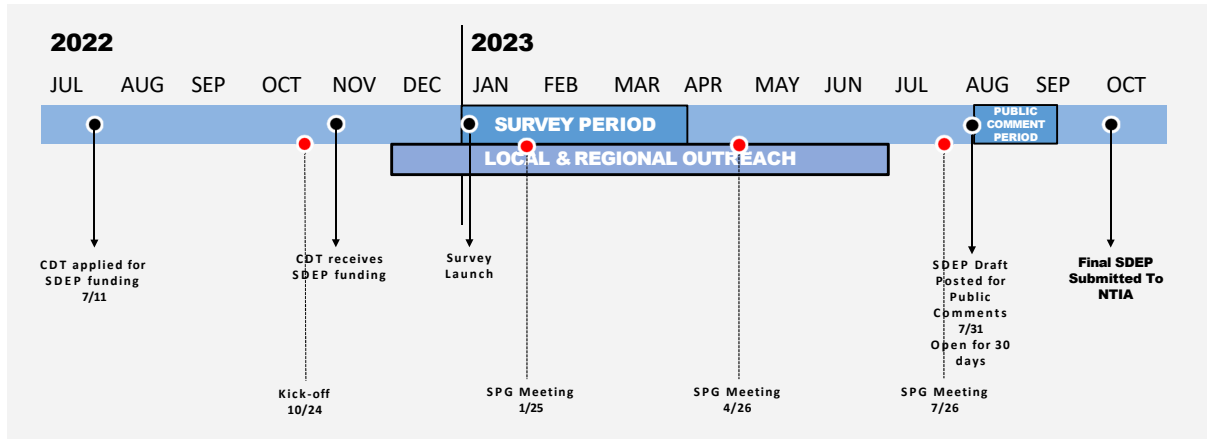 2022
2023
JUL AUG SEP OCT NOV DEC JAN FEB MAR APR MAY JUN JUL AUG SEP OCT
SURVEY PERIOD
PUBLIC
COMMENT
PERIOD
LOCAL & REGIONAL OUTREACH
CDT applied for
SDEP funding
7/11
CDT receives
SDEP funding
Survey
Launch
SDEP Draft
Posted for
Public
Comments
7/31
Open for 30
days
Final SDEP
Submitted To
NTIA
Kick-off
10/24
SPG Meeting
1/25
SPG Meeting
4/26
SPG Meeting
7/26